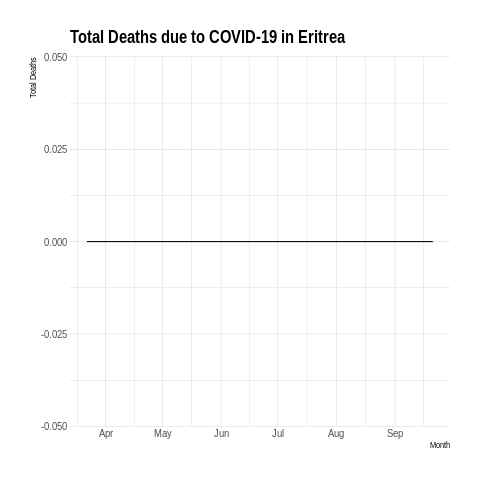 Total Deaths due to COVID-19 in Eritrea
Total Deaths
0.050
0.025
0.000
-0.025
-0.050
Apr May Jun Jul Aug Sep
Month